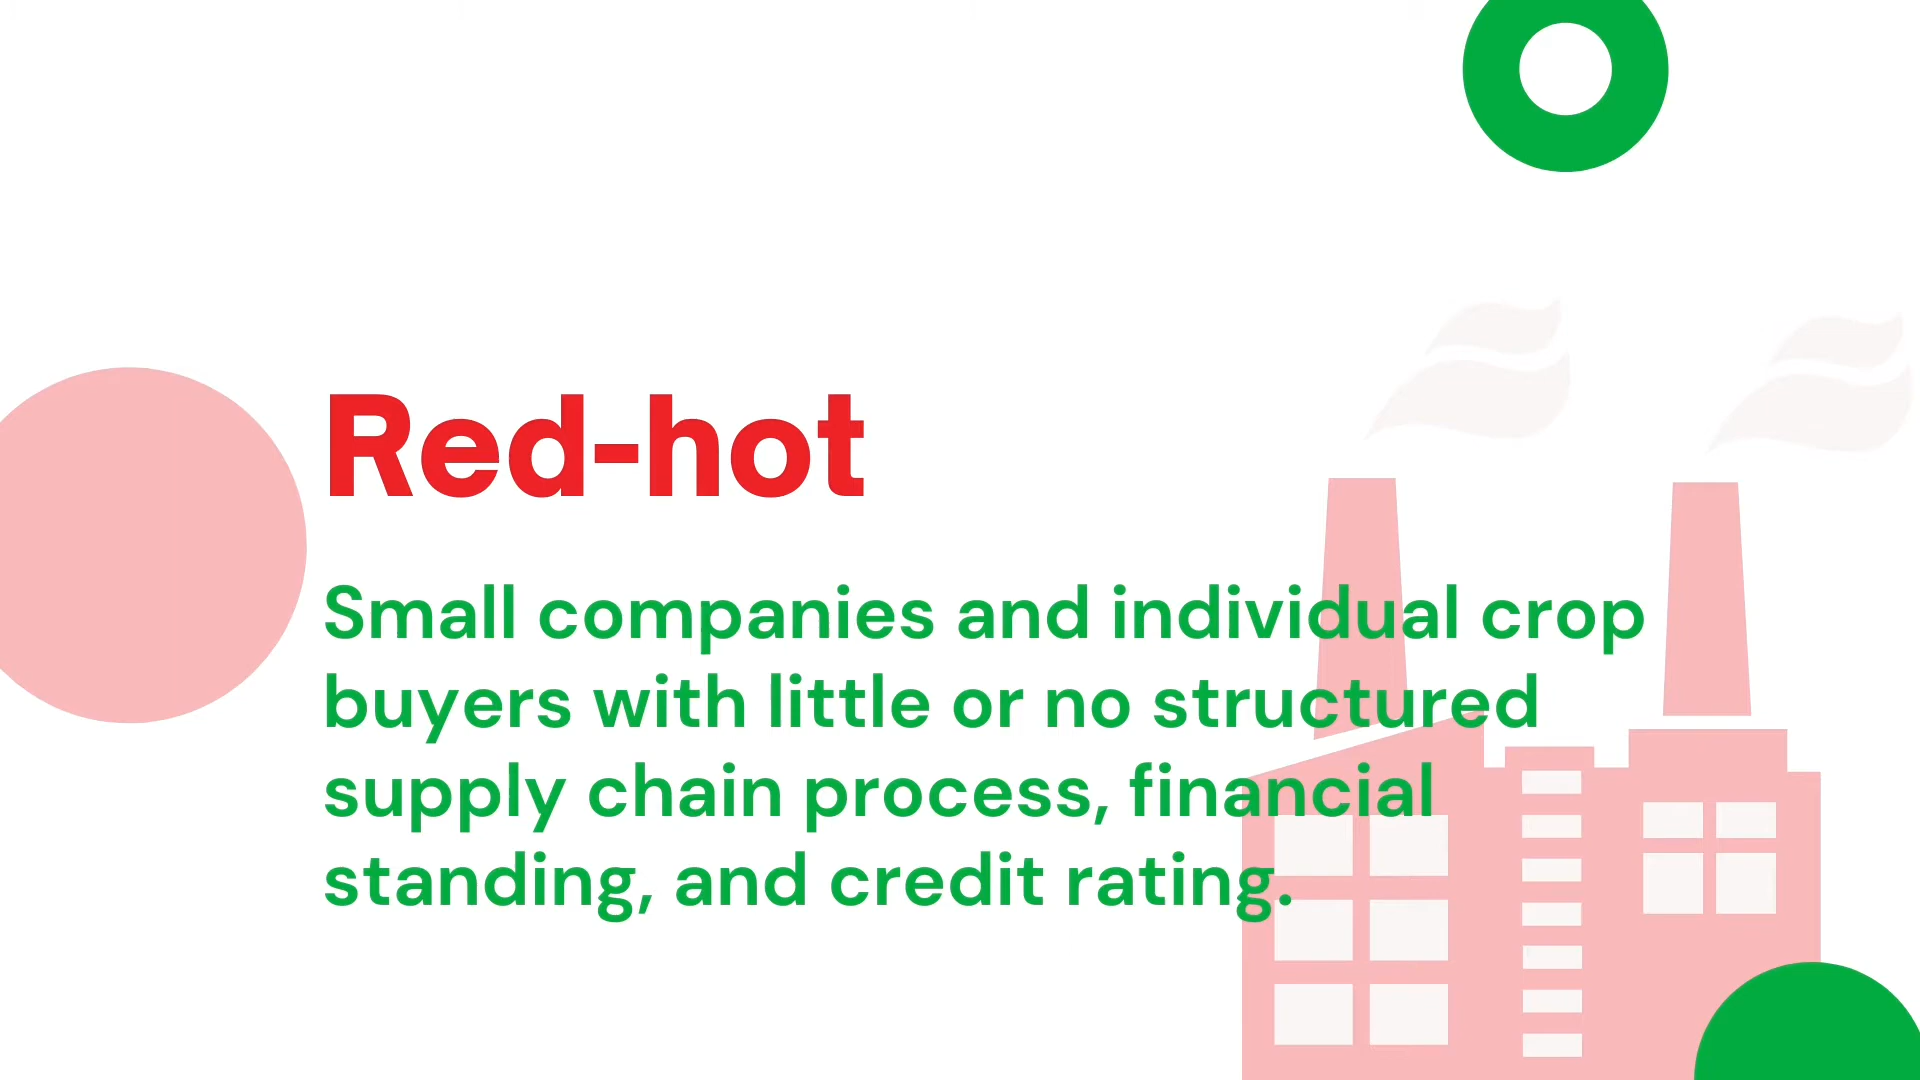 Red-hot
Small companies and individual crop
buyers with little or no structured
supply chain process, financial
standing, and credit rating.